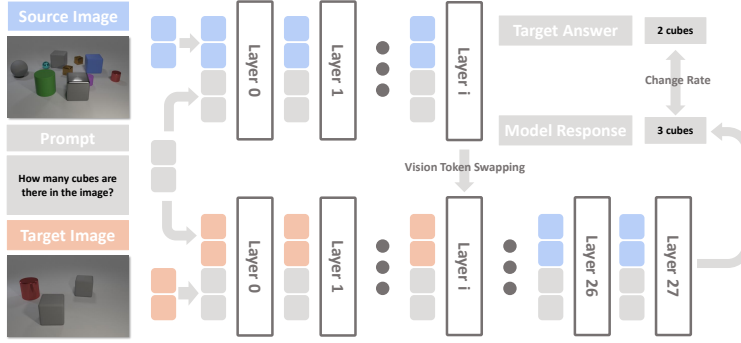 Source Image
Prompt
How many cubes are
there in the image?
Target Image
Layer 0
Layer 1
Layer i
Target Answer
2 cubes
Change Rate
Model Response
3 cubes
Vision Token Swapping
Layer 0
Layer 1
Layer i
Layer 26
Layer 27